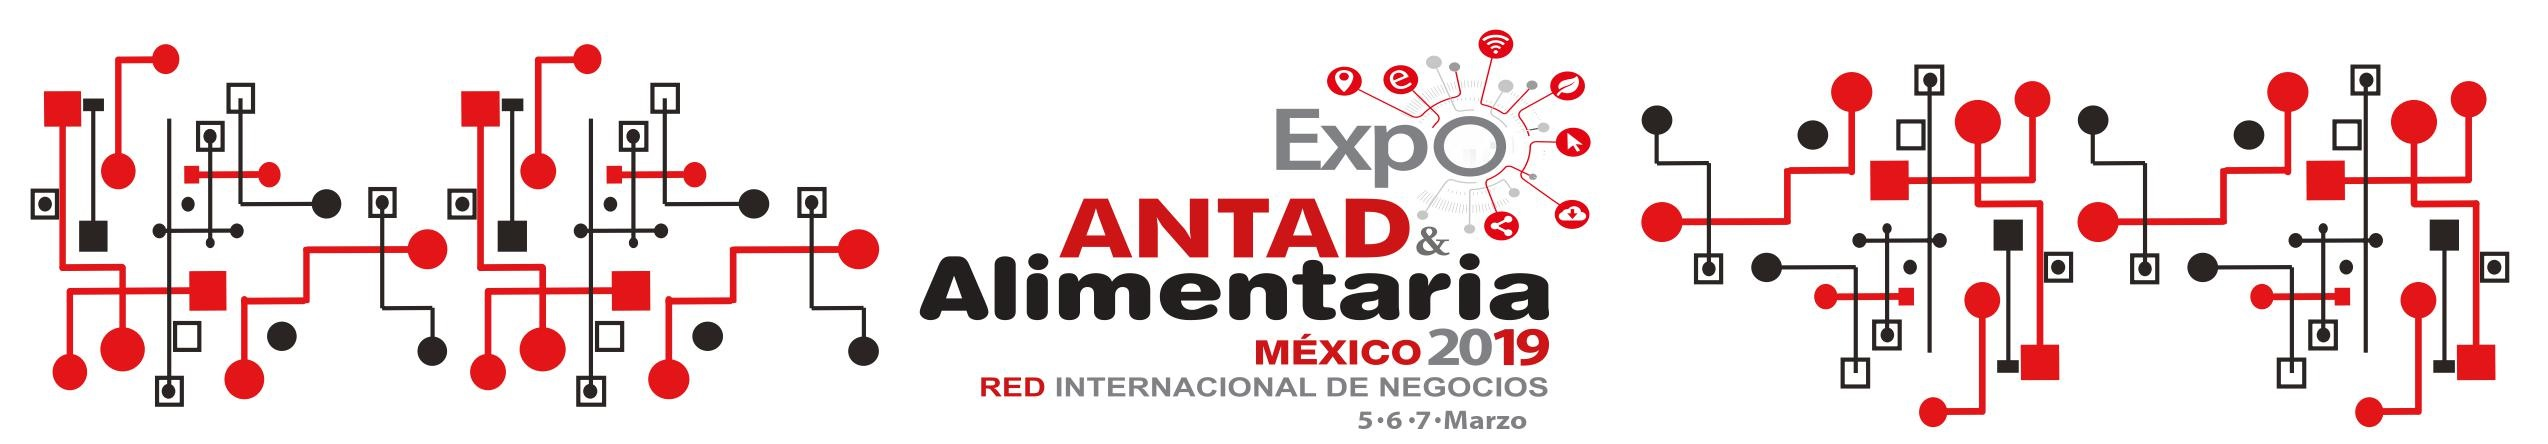 Expo
ANTAD &
Alimentaria
MÉXICO 2019
RED INTERNACIONAL DE NEGOCIOS
5•6•7•Marzo